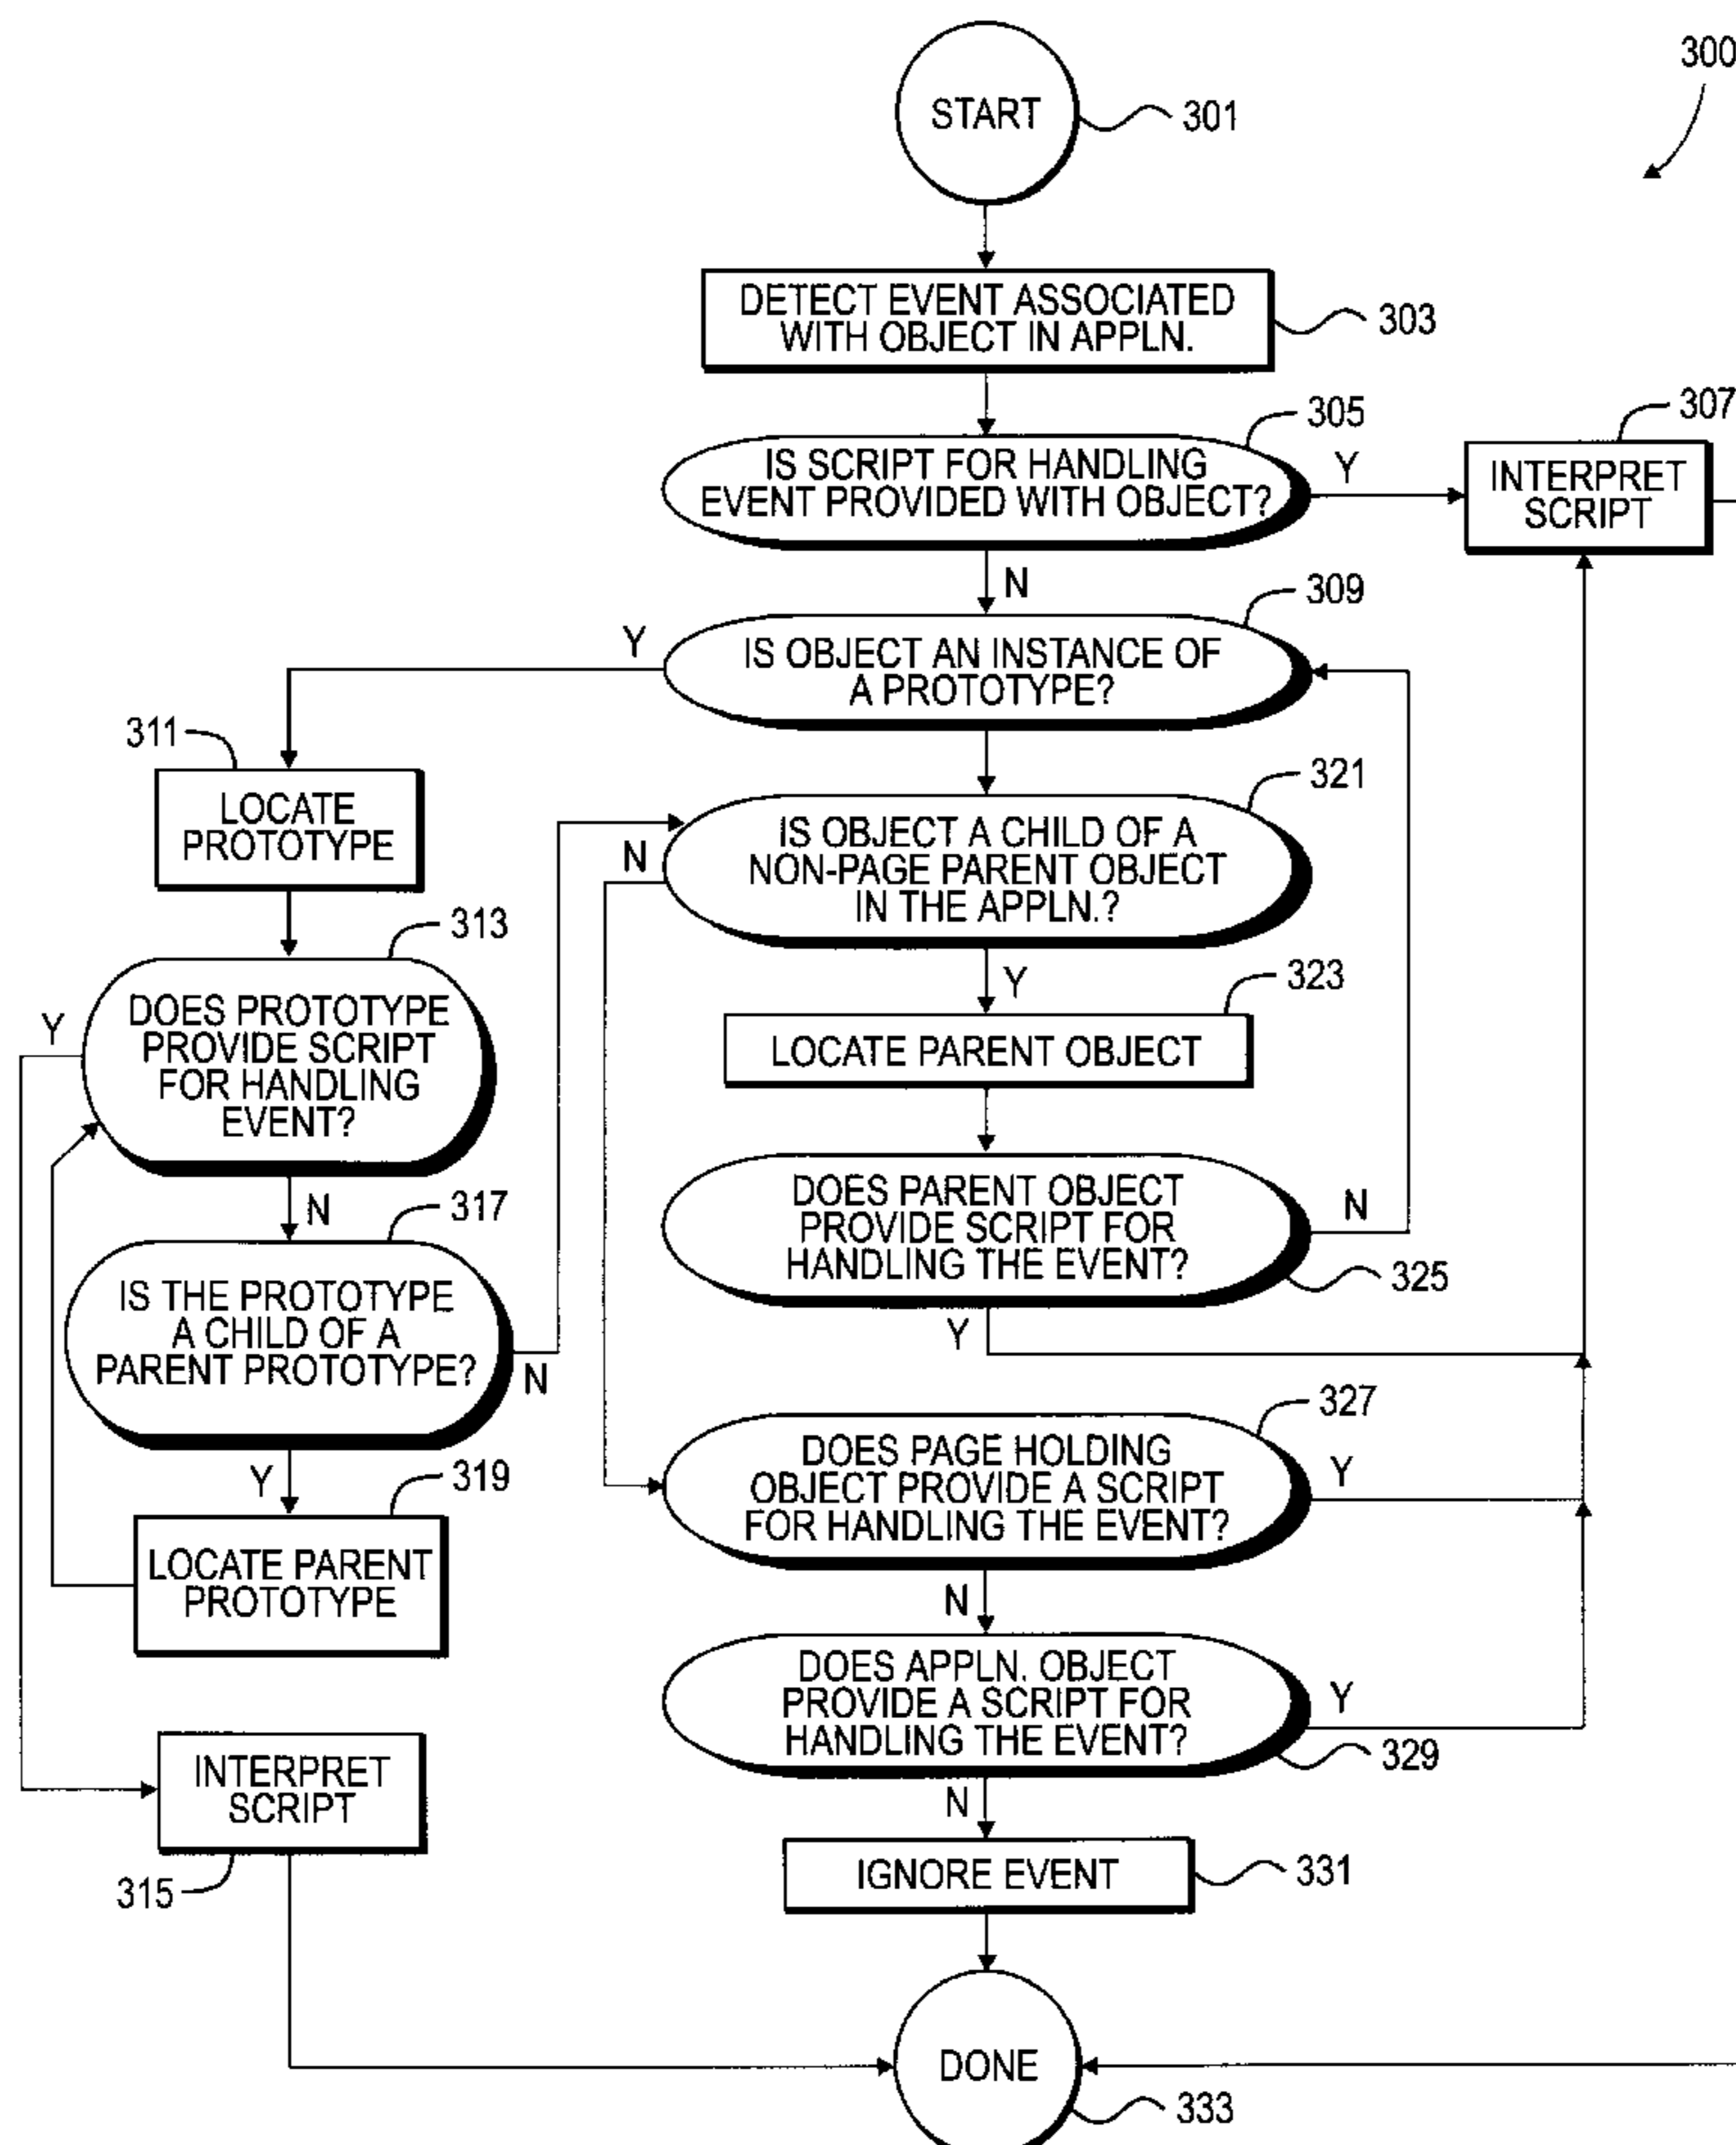 300
START
301
DETECT EVENT ASSOCIATED
WITH OBJECT IN APPLN.
303
305
IS SCRIPT FOR HANDLING
EVENT PROVIDED WITH OBJECT?
Y
307
INTERPRET
SCRIPT
N
309
Y
IS OBJECT AN INSTANCE OF
A PROTOTYPE?
311
LOCATE
PROTOTYPE
321
N
IS OBJECT A CHILD OF A
NON-PAGE PARENT OBJECT
IN THE APPLN.?
313
Y
DOES PROTOTYPE
PROVIDE SCRIPT
FOR HANDLING
EVENT?
Y
323
LOCATE PARENT OBJECT
N
317
DOES PARENT OBJECT
PROVIDE SCRIPT FOR
HANDLING THE EVENT?
N
325
Y
IS THE PROTOTYPE
A CHILD OF A
PARENT PROTOTYPE?
N
Y
319
LOCATE PARENT
PROTOTYPE
327
DOES PAGE HOLDING
OBJECT PROVIDE A SCRIPT
FOR HANDLING THE EVENT?
Y
N
DOES APPLN. OBJECT
PROVIDE A SCRIPT FOR
HANDLING THE EVENT?
Y
329
INTERPRET
SCRIPT
315
N
IGNORE EVENT
331
DONE
333